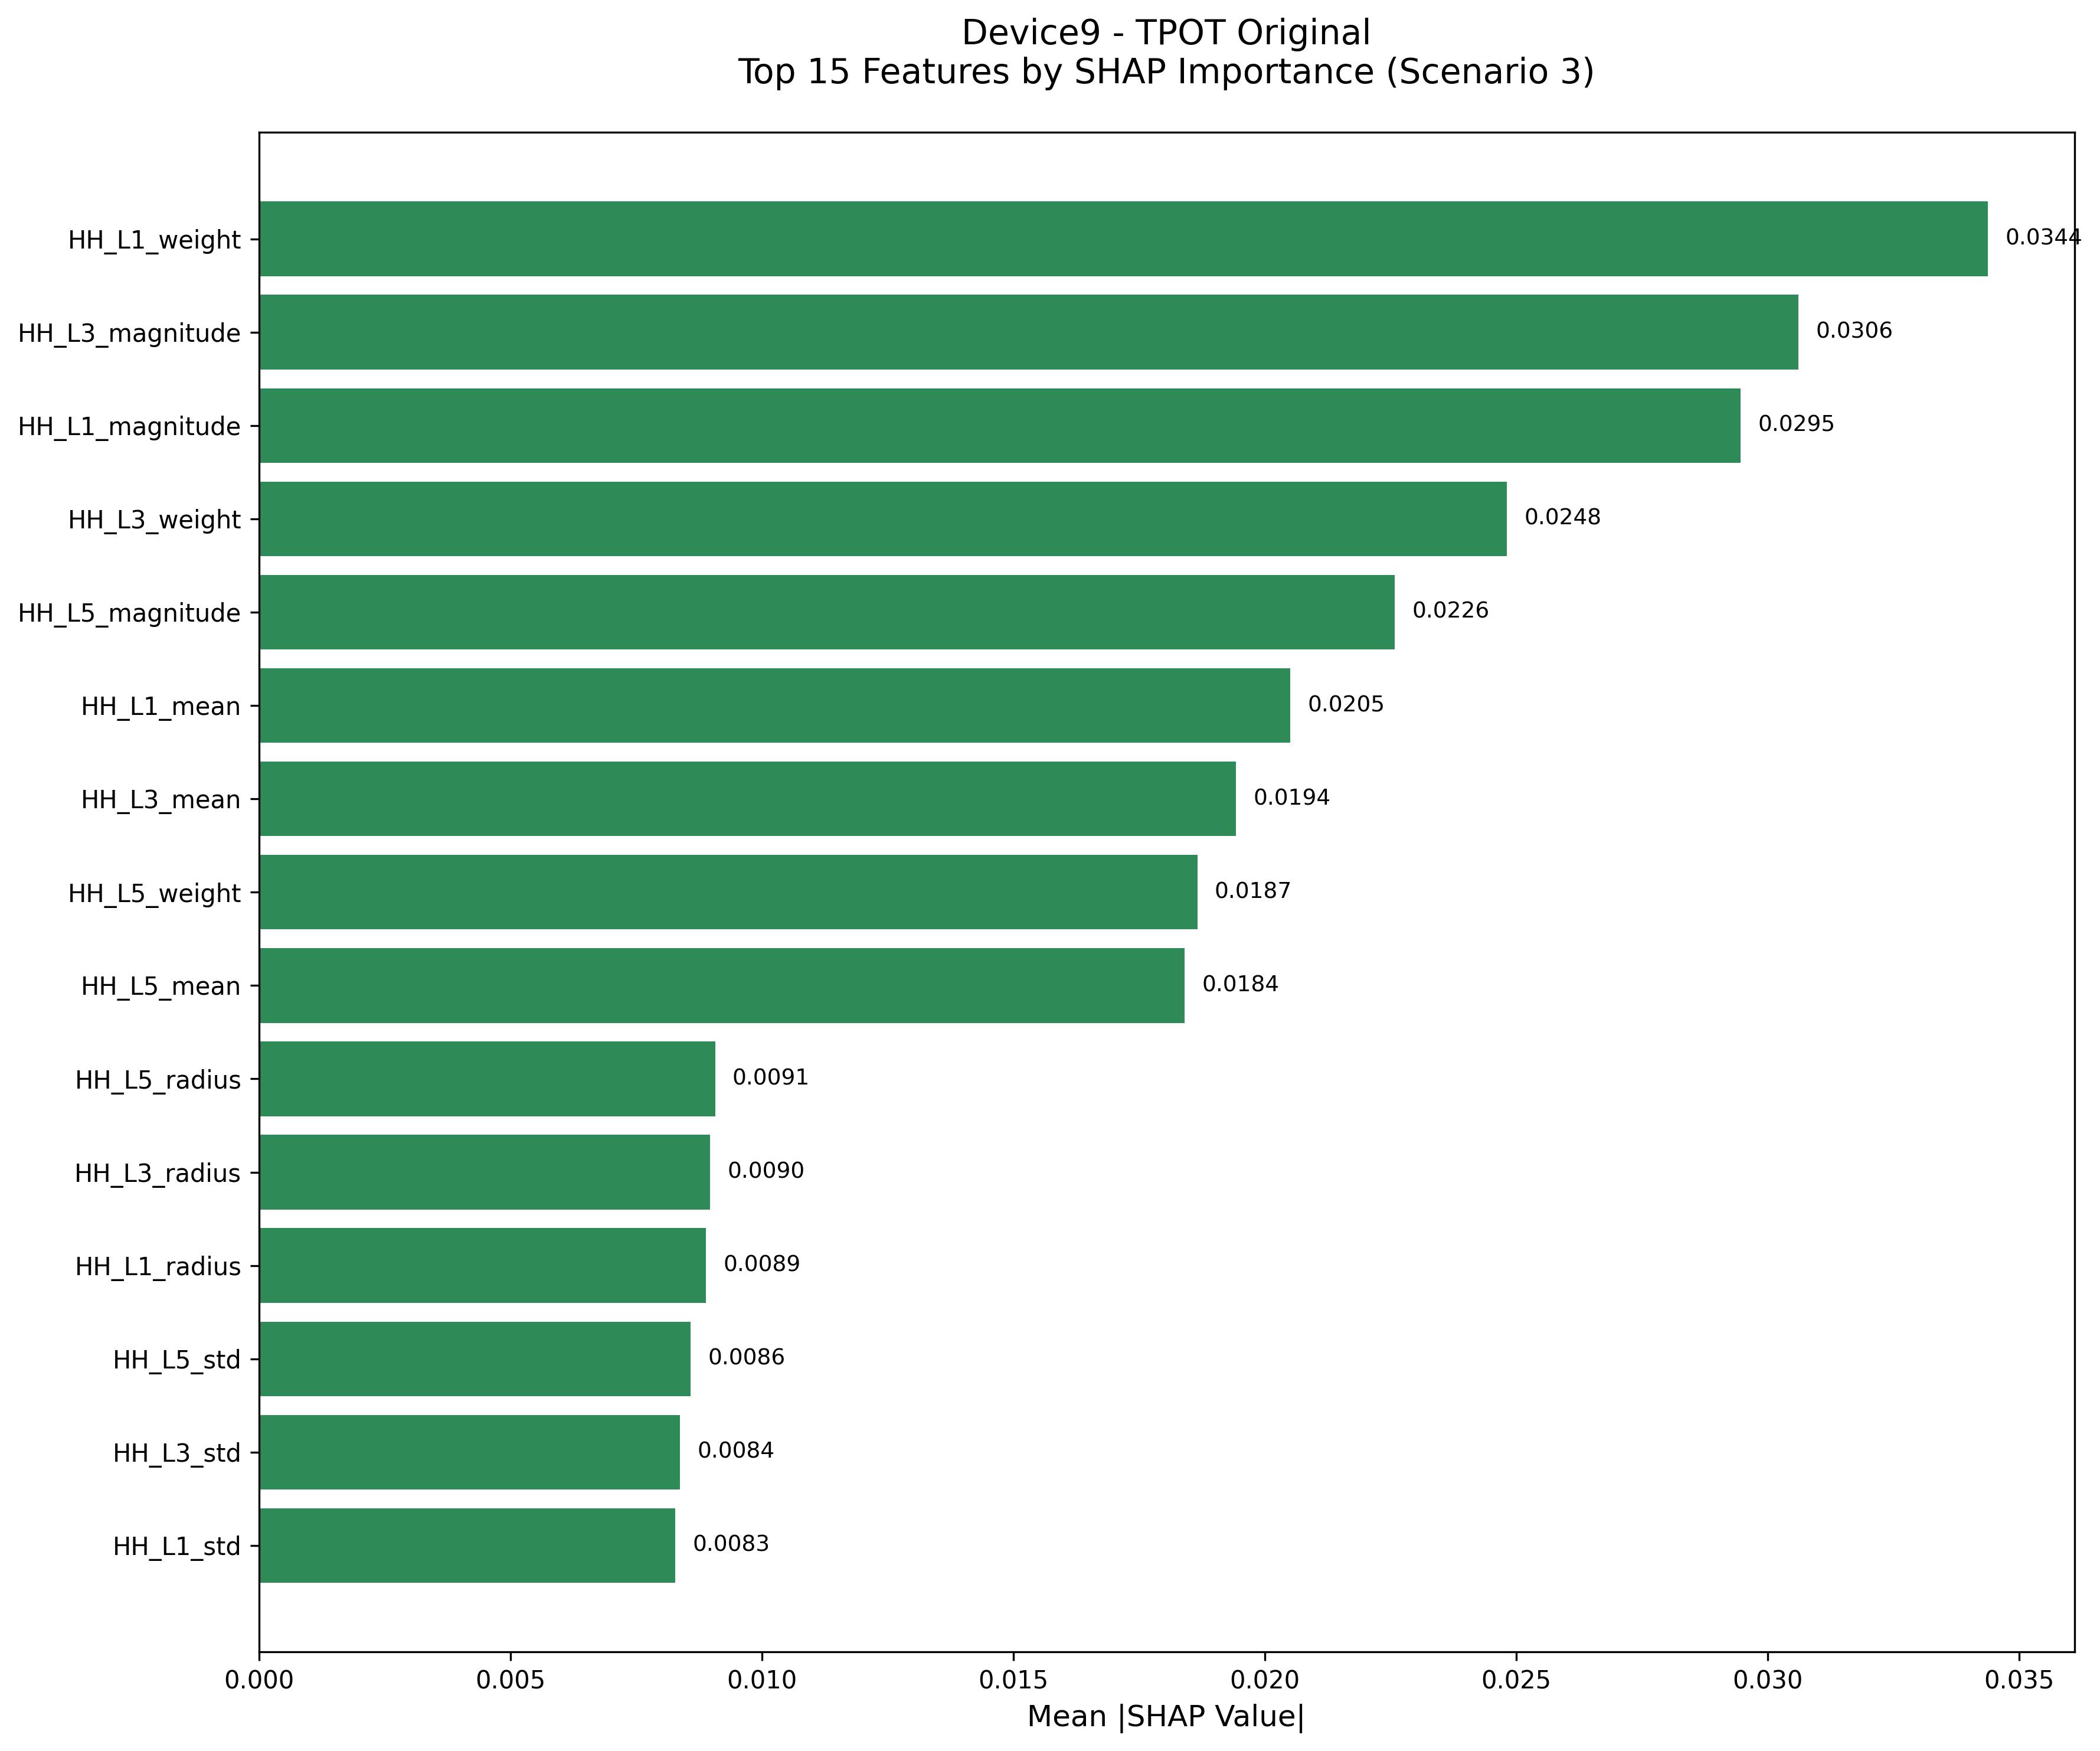 Device9 - TPOT Original
Top 15 Features by SHAP Importance (Scenario 3)
HH_L1_weight 0.0344
HH_L3_magnitude 0.0306
HH_L1_magnitude 0.0295
HH_L3_weight 0.0248
HH_L5_magnitude 0.0226
HH_L1_mean 0.0205
HH_L3_mean 0.0194
HH_L5_weight 0.0187
HH_L5_mean 0.0184
HH_L5_radius 0.0091
HH_L3_radius 0.0090
HH_L1_radius 0.0089
HH_L5_std 0.0086
HH_L3_std 0.0084
HH_L1_std 0.0083
0.000 0.005 0.010 0.015 0.020 0.025 0.030 0.035
Mean |SHAP Value|